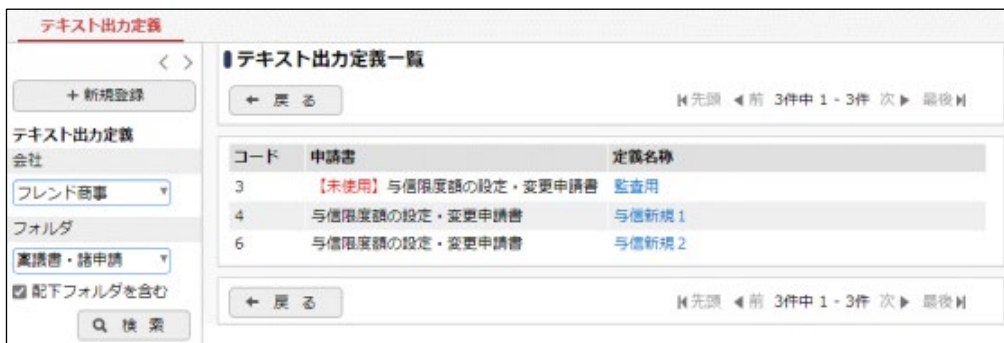 テキスト出力定義
< >
+ 新規登録
テキスト出力定義
会社
フレンド商事
フォルダ
稟議書・諸申請
配下フォルダを含む
検 索
テキスト出力定義一覧
← 戻 る
先頭 前 3件中 1 - 3件 次 最後
コード 申請書 定義名称
3 【未使用】与信限度額の設定・変更申請書 監査用
4 与信限度額の設定・変更申請書 与信新規1
6 与信限度額の設定・変更申請書 与信新規2
← 戻 る
先頭 前 3件中 1 - 3件 次 最後